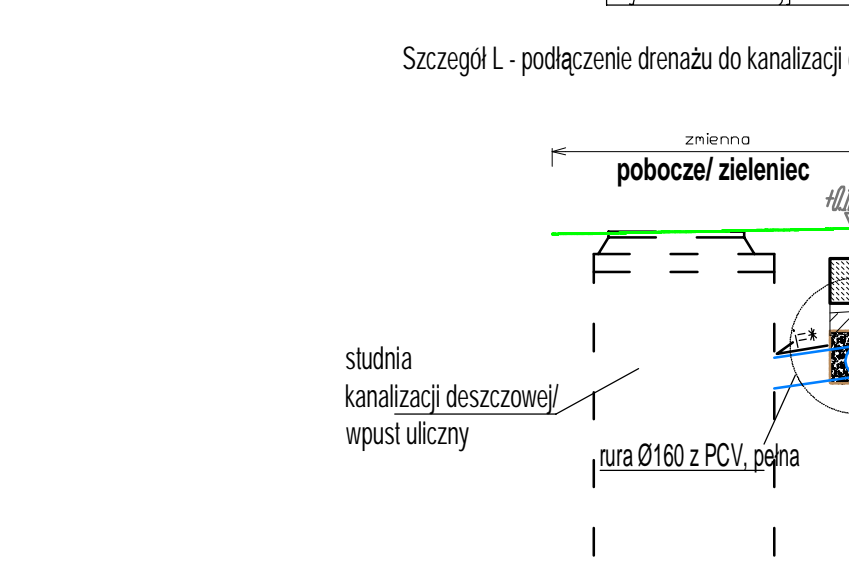 Szczegół L - podłączenie drenażu do kanalizacji
zmienna
pobocze/ zieleniec
i=*
studnia
kanalizacji deszczowej/
wpust uliczny
rura Ø160 z PCV, pełna